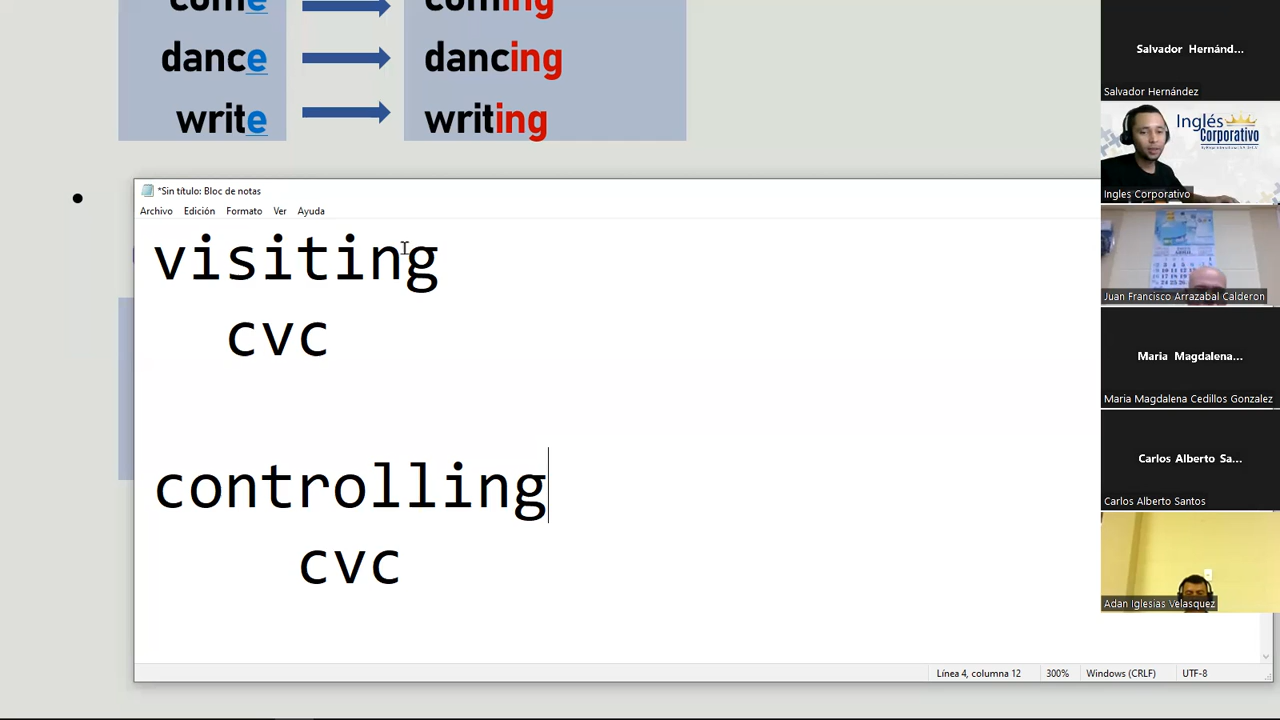 come
coming
dance
dancing
write
writing
*Sin título: Bloc de notas
Archivo Edición Formato Ver Ayuda
visiting
cvc
controlling
cvc
Línea 4, columna 12 300% Windows (CRLF) UTF-8
Salvador Hernánd...
Salvador Hernández
Inglés
Corporativo
Ingles Corporativo
Juan Francisco Arrazabal Calderon
Maria Magdalena...
Maria Magdalena Cedillos Gonzalez
Carlos Alberto Sa...
Carlos Alberto Santos
Adan Iglesias Velasquez